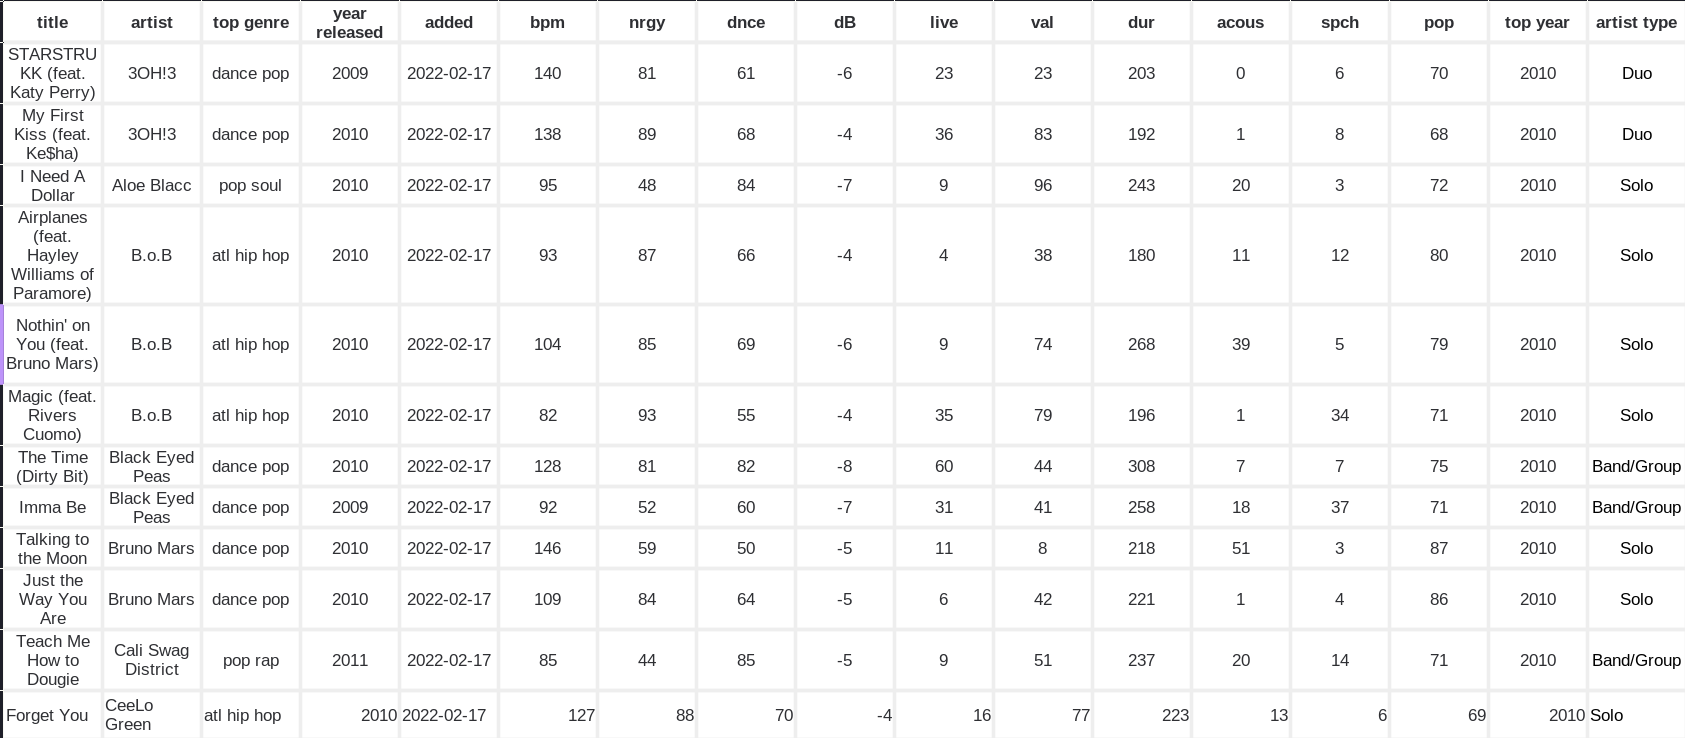 title artist top genre year released added bpm nrgy dnce dB live val dur acous spch pop top year artist type
STARSTRUKK (feat. Katy Perry) 3OH!3 dance pop 2009 2022-02-17 140 81 61 -6 23 23 203 0 6 70 2010 Duo
My First Kiss (feat. Ke$ha) 3OH!3 dance pop 2010 2022-02-17 138 89 68 -4 36 83 192 1 8 68 2010 Duo
I Need A Dollar Aloe Blacc pop soul 2010 2022-02-17 95 48 84 -7 9 96 243 20 3 72 2010 Solo
Airplanes (feat. Hayley Williams of Paramore) B.o.B atl hip hop 2010 2022-02-17 93 87 66 -4 4 38 180 11 12 80 2010 Solo
Nothin' on You (feat. Bruno Mars) B.o.B atl hip hop 2010 2022-02-17 104 85 69 -6 9 74 268 39 5 79 2010 Solo
Magic (feat. Rivers Cuomo) B.o.B atl hip hop 2010 2022-02-17 82 93 55 -4 35 79 196 1 34 71 2010 Solo
The Time (Dirty Bit) Black Eyed Peas dance pop 2010 2022-02-17 128 81 82 -8 60 44 308 7 7 75 2010 Band/Group
Imma Be Black Eyed Peas dance pop 2009 2022-02-17 92 52 60 -7 31 41 258 18 37 71 2010 Band/Group
Talking to the Moon Bruno Mars dance pop 2010 2022-02-17 146 59 50 -5 11 8 218 51 3 87 2010 Solo
Just the Way You Are Bruno Mars dance pop 2010 2022-02-17 109 84 64 -5 6 42 221 1 4 86 2010 Solo
Teach Me How to Dougie Cali Swag District pop rap 2011 2022-02-17 85 44 85 -5 9 51 237 20 14 71 2010 Band/Group
Forget You CeeLo Green atl hip hop 2010 2022-02-17 127 88 70 -4 16 77 223 13 6 69 2010 Solo